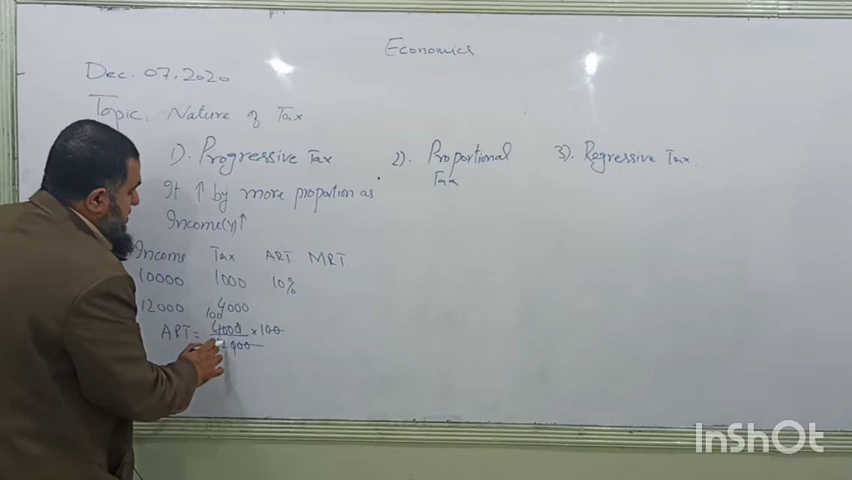 Economics
Dec. 07.2020
Topic: Nature of Tax
1). Progressive Tax
2). Proportional Tax
3). Regressive Tax.
It ↑ by more proportion as
Income(Y)↑
Income Tax ART MRT
10000 1000 10%
12000 4000
100
ART = 4000 × 100
InShOt